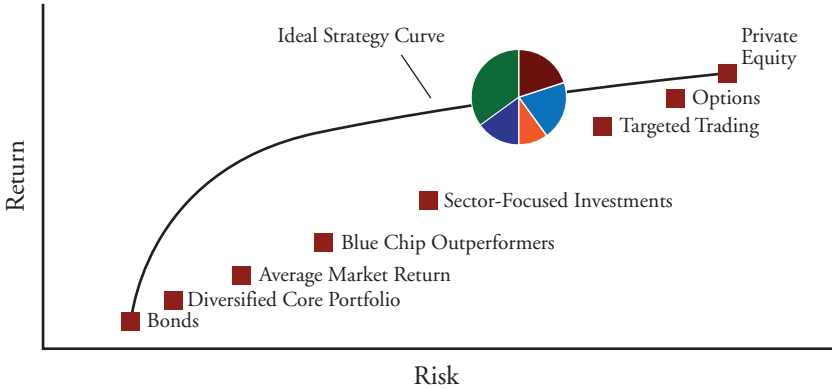 Ideal Strategy Curve
Private
Equity
Options
Targeted Trading
Return
Sector-Focused Investments
Blue Chip Outperformers
Average Market Return
Diversified Core Portfolio
Bonds
Risk